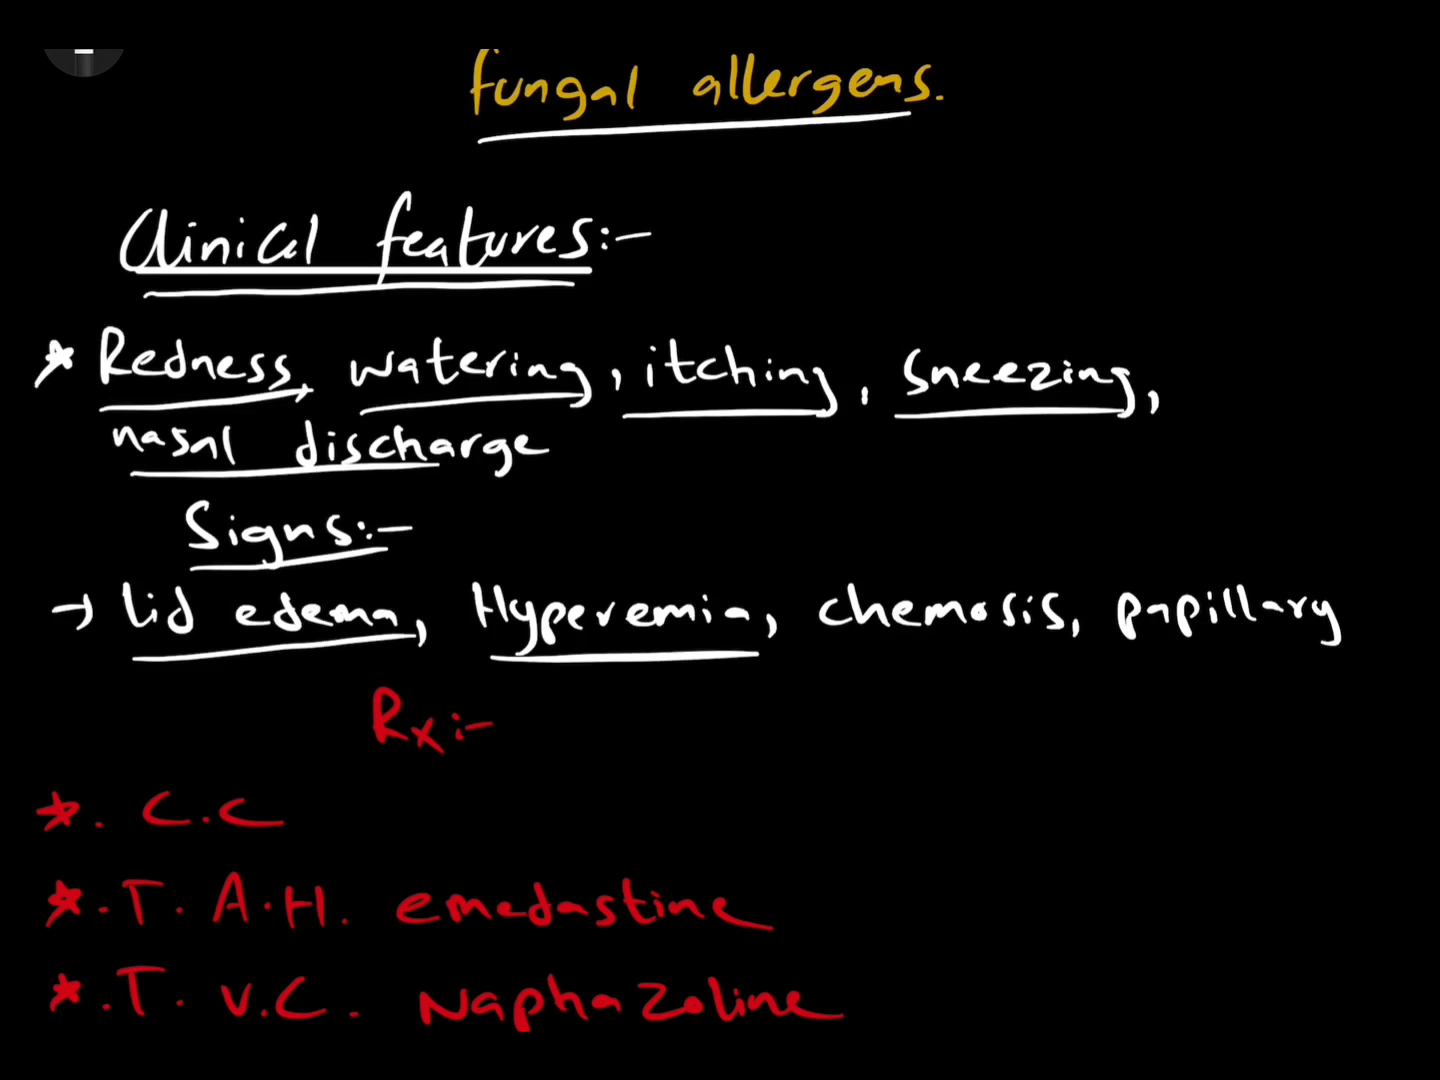 fungal allergens.
Clinical features:-
* Redness, watering, itching, sneezing,
nasal discharge
Signs:-
→ lid edema, Hyperemia, chemosis, papillary
Rx:-
*. C.C
*. T. A.H. emedastine
*. T. V.C. Naphazoline